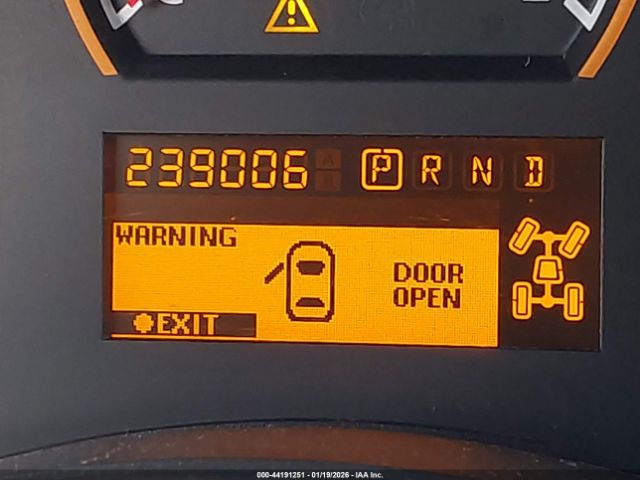 239006 P R N D
WARNING
DOOR
OPEN
EXIT
000-44191251 - 01/19/2026 - IAA Inc.